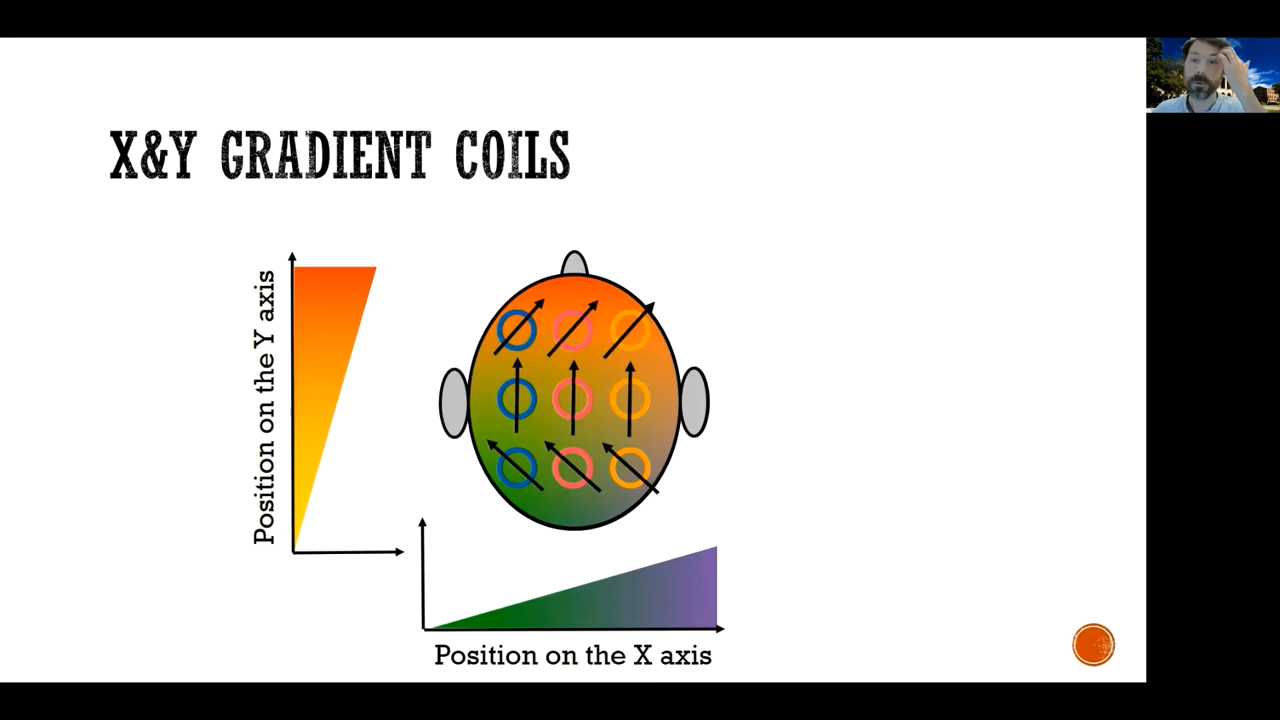 X&Y GRADIENT COILS
Position on the Y axis
Position on the X axis